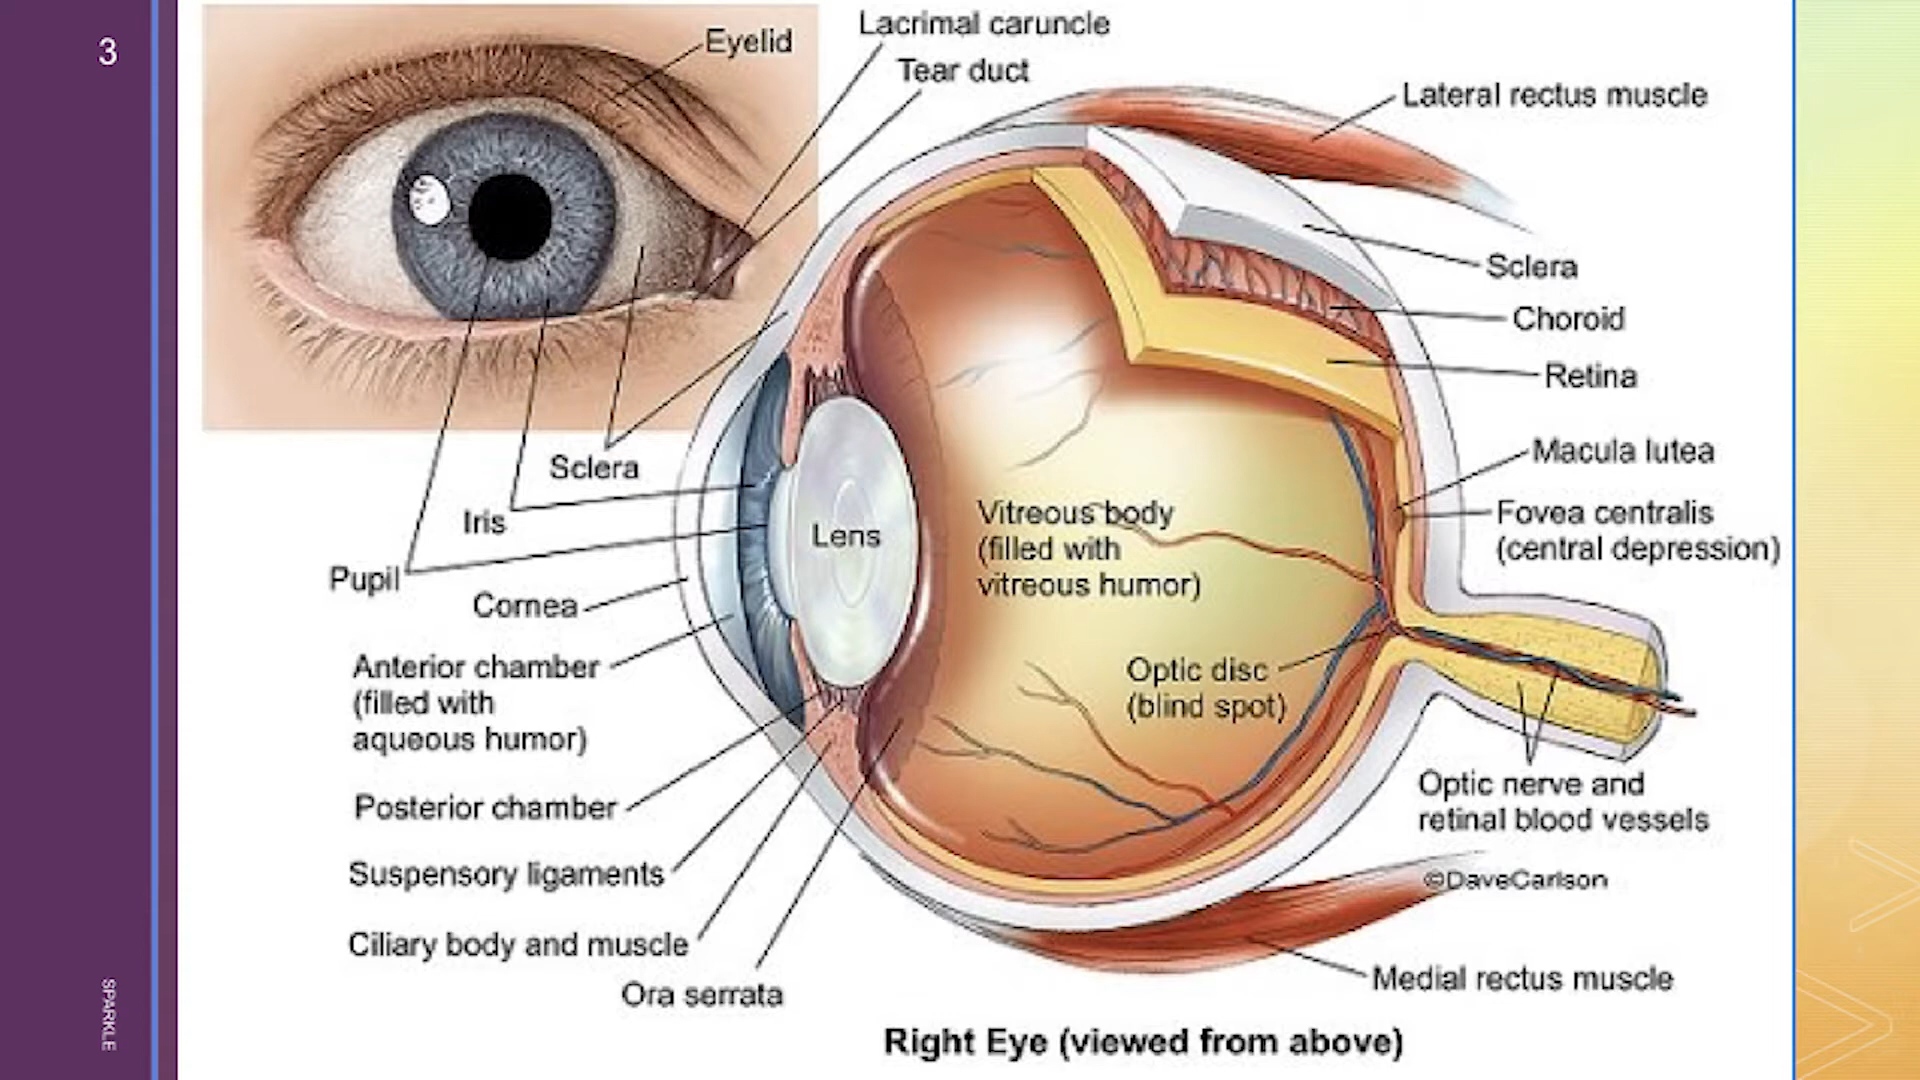 3
Eyelid
Lacrimal caruncle
Tear duct
Lateral rectus muscle
Sclera
Choroid
Retina
Macula lutea
Fovea centralis
(central depression)
Sclera
Iris
Pupil
Cornea
Lens
Vitreous body
(filled with
vitreous humor)
Anterior chamber
(filled with
aqueous humor)
Optic disc
(blind spot)
Posterior chamber
Optic nerve and
retinal blood vessels
Suspensory ligaments
©DaveCarlson
Ciliary body and muscle
Ora serrata
Medial rectus muscle
Right Eye (viewed from above)
SPARKLE